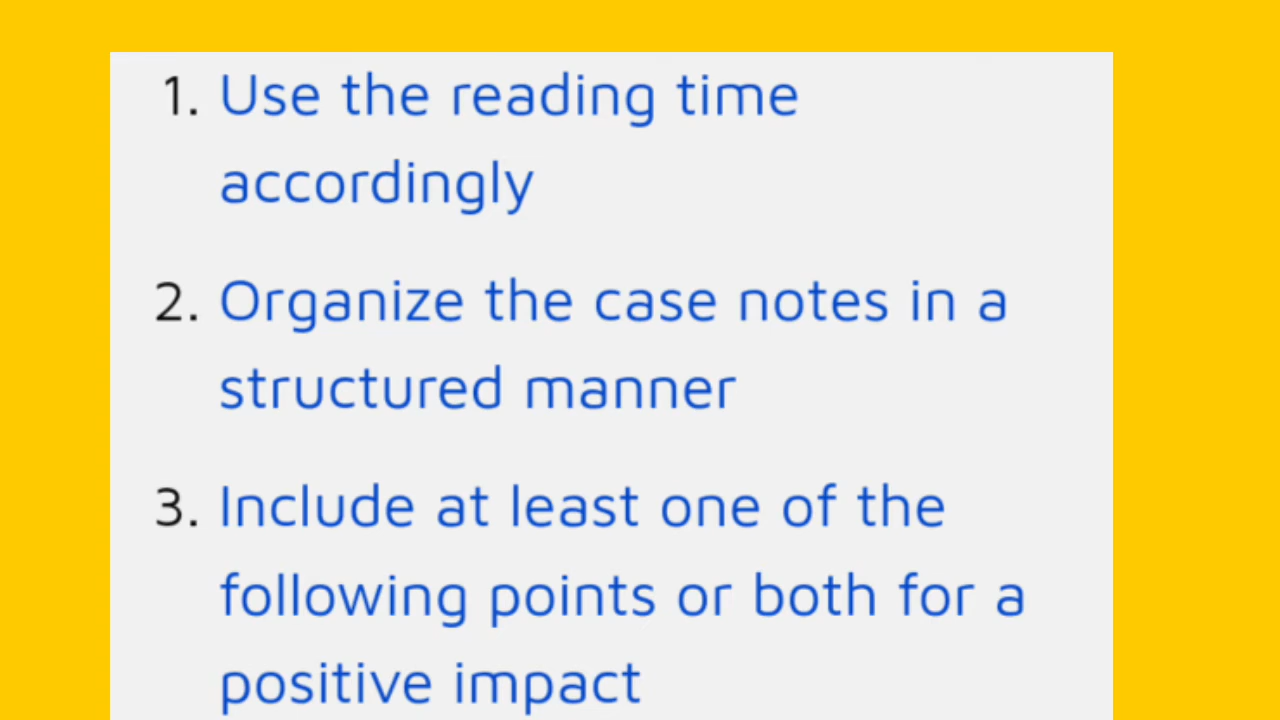 1. Use the reading time
accordingly
2. Organize the case notes in a
structured manner
3. Include at least one of the
following points or both for a
positive impact